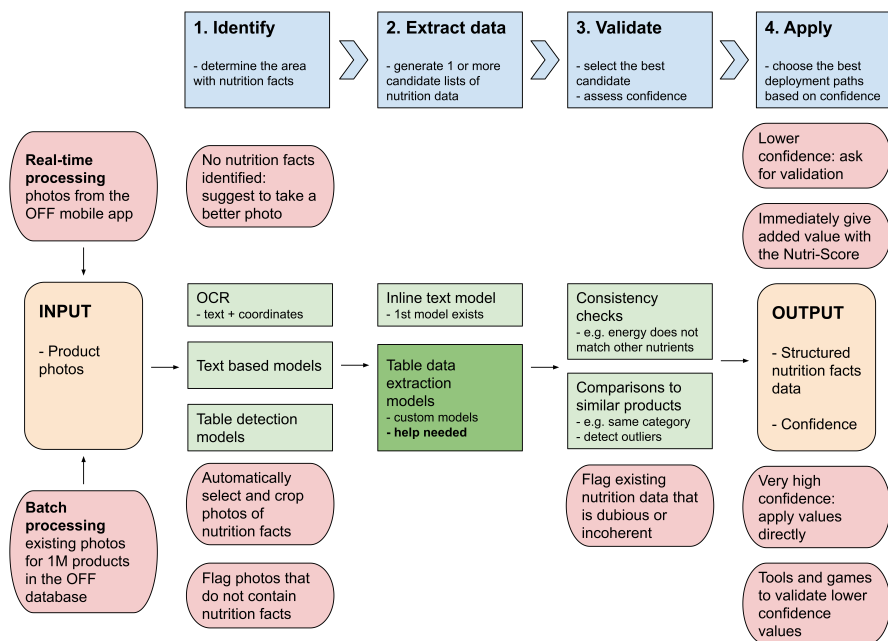 1. Identify
- determine the area
with nutrition facts
2. Extract data
- generate 1 or more
candidate lists of
nutrition data
3. Validate
- select the best
candidate
- assess confidence
4. Apply
- choose the best
deployment paths
based on confidence
Real-time
processing
photos from the
OFF mobile app
No nutrition facts
identified:
suggest to take a
better photo
Lower
confidence: ask
for validation
Immediately give
added value with
the Nutri-Score
INPUT
- Product
photos
OCR
- text + coordinates
Text based models
Table detection
models
Inline text model
- 1st model exists
Table data
extraction
models
- custom models
- help needed
Consistency
checks
- e.g. energy does not
match other nutrients
Comparisons to
similar products
- e.g. same category
- detect outliers
OUTPUT
- Structured
nutrition facts
data
- Confidence
Batch
processing
existing photos
for 1M products
in the OFF
database
Automatically
select and crop
photos of
nutrition facts
Flag photos that
do not contain
nutrition facts
Flag existing
nutrition data that
is dubious or
incoherent
Very high
confidence:
apply values
directly
Tools and games
to validate lower
confidence
values